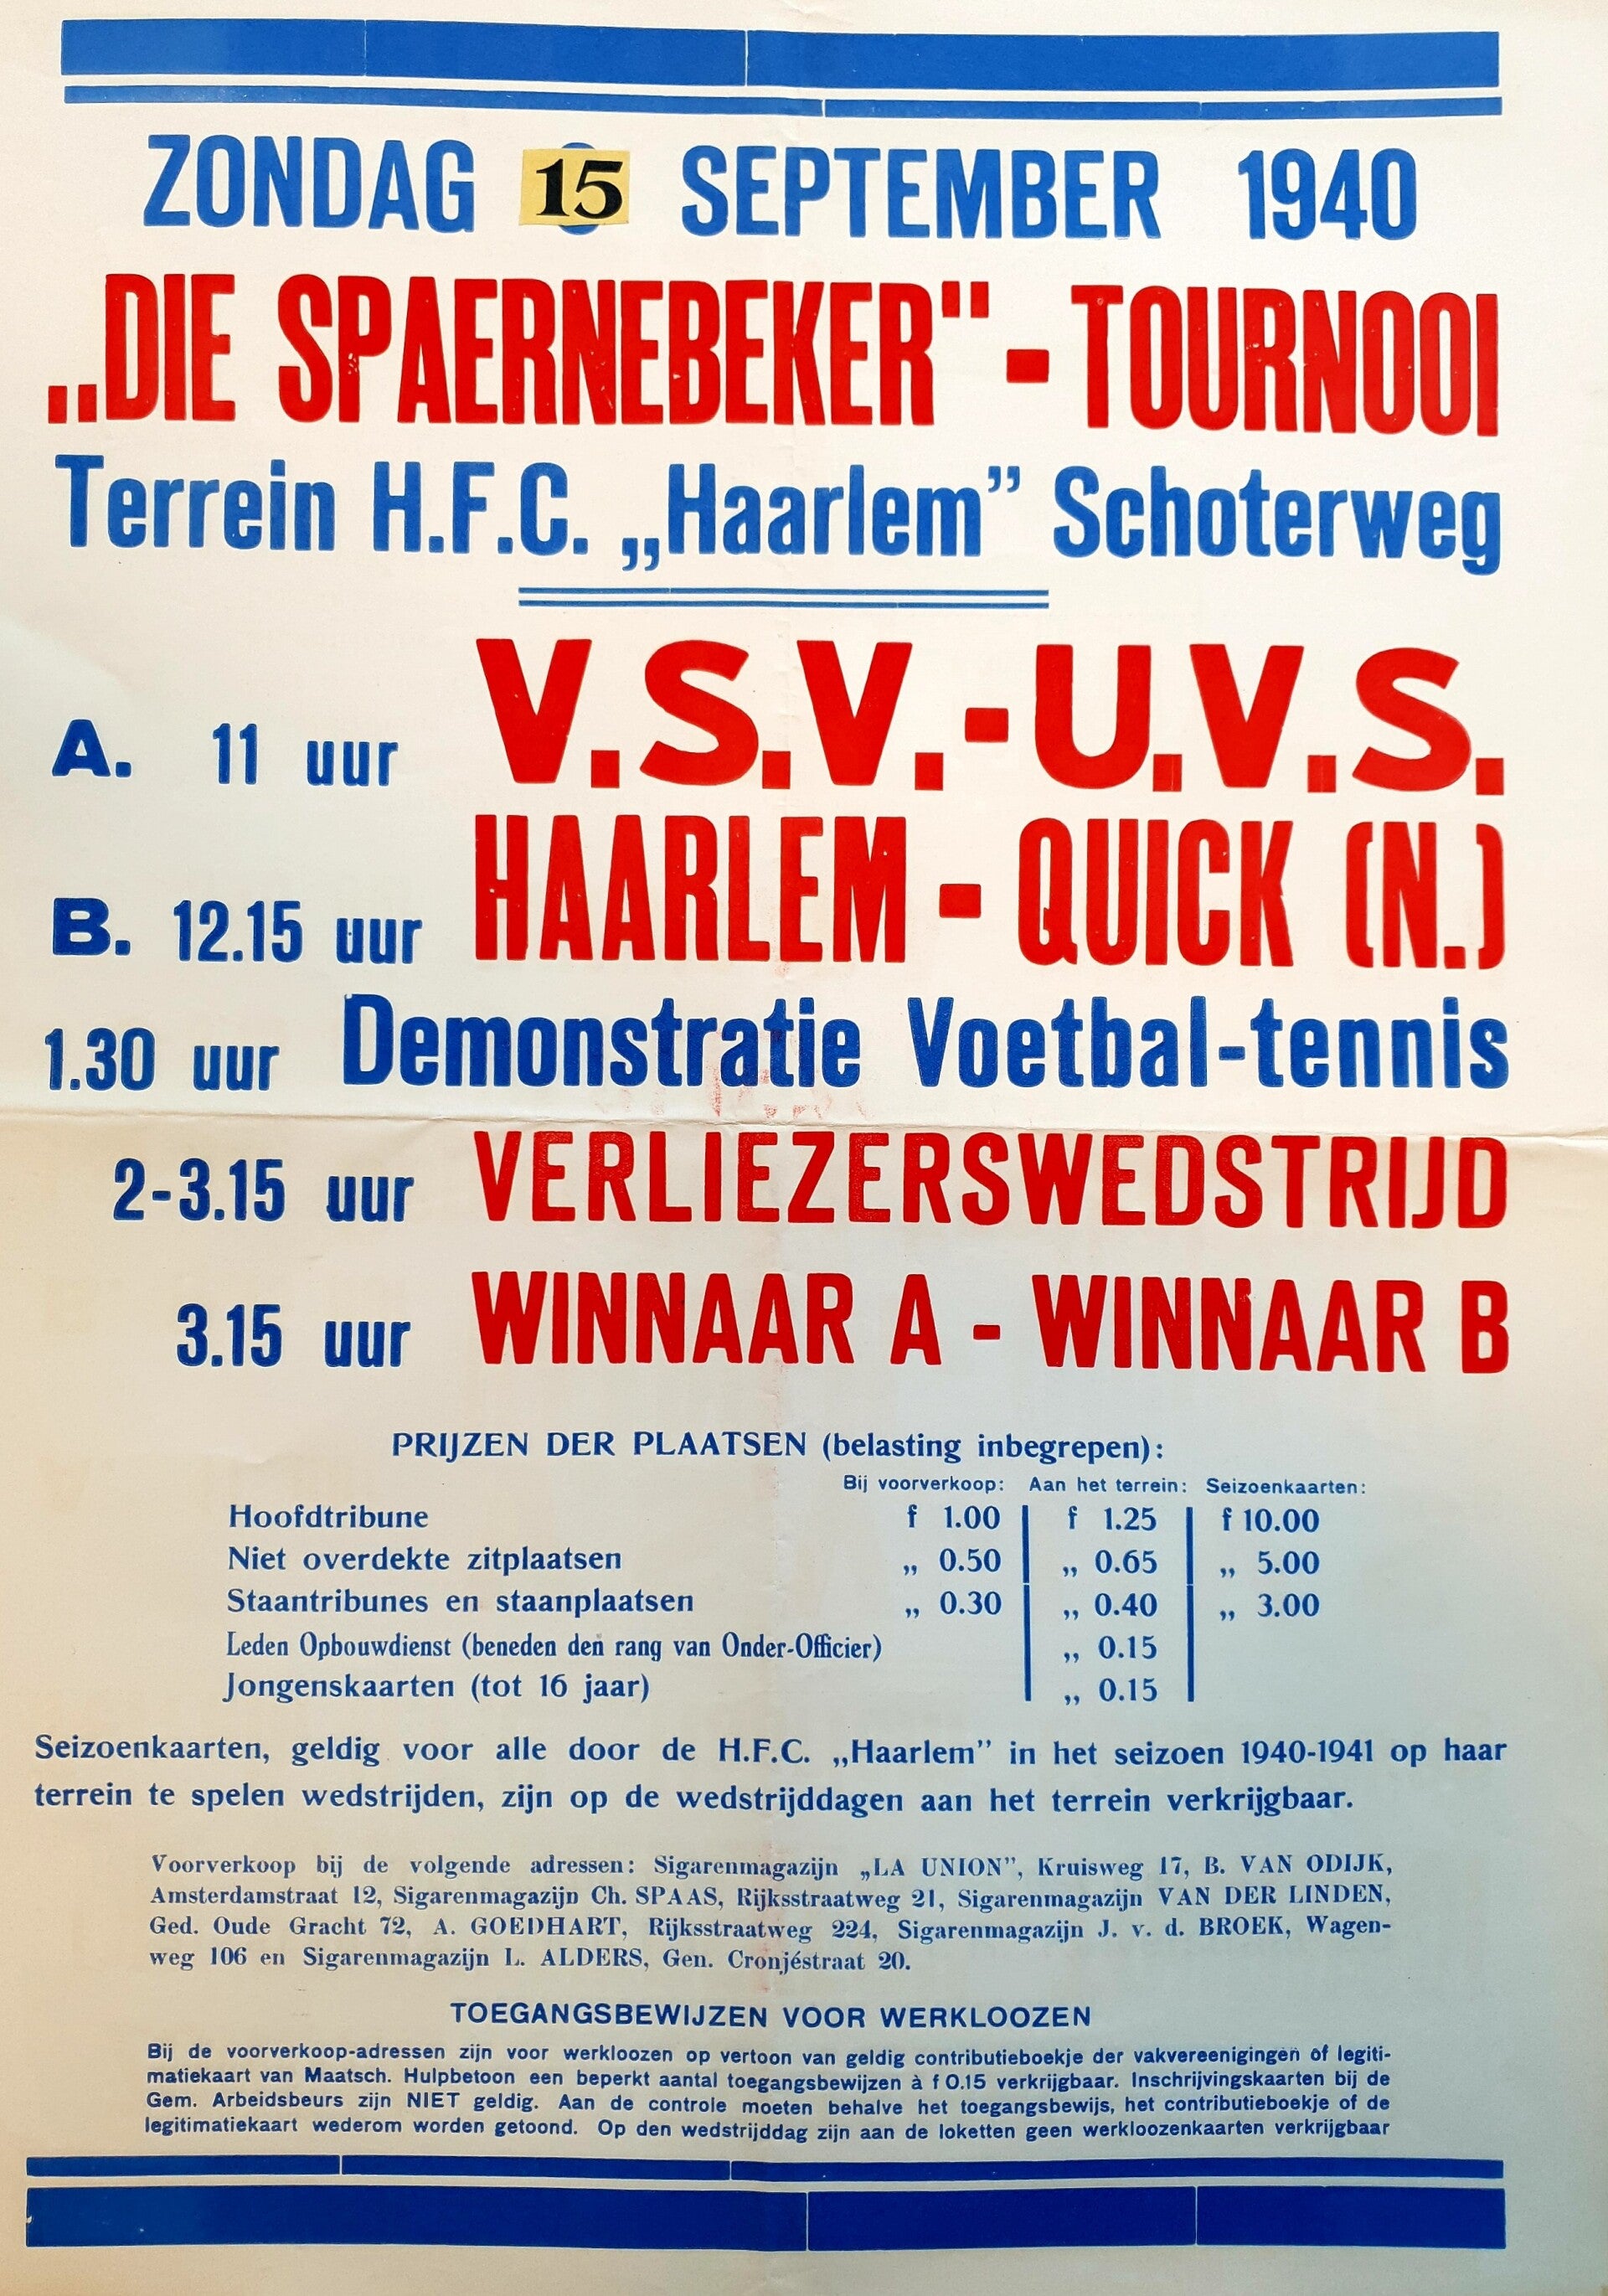 ZONDAG 15 SEPTEMBER 1940
„DIE SPAERNEBEKER" - TOURNOOI
Terrein H.F.C. „Haarlem” Schoterweg
A. 11 uur V.S.V.-U.V.S.
B. 12.15 uur HAARLEM - QUICK (N.)
1.30 uur Demonstratie Voetbal-tennis
2-3.15 uur VERLIEZERSWEDSTRIJD
3.15 uur WINNAAR A - WINNAAR B
PRIJZEN DER PLAATSEN (belasting inbegrepen):
Bij voorverkoop: Aan het terrein: Seizoenkaarten:
Hoofdtribune f 1.00 f 1.25 f 10.00
Niet overdekte zitplaatsen „ 0.50 „ 0.65 „ 5.00
Staantribunes en staanplaatsen „ 0.30 „ 0.40 „ 3.00
Leden Opbouwdienst (beneden den rang van Onder-Officier) „ 0.15
Jongenskaarten (tot 16 jaar) „ 0.15
Seizoenkaarten, geldig voor alle door de H.F.C. „Haarlem” in het seizoen 1940-1941 op haar
terrein te spelen wedstrijden, zijn op de wedstrijddagen aan het terrein verkrijgbaar.
Voorverkoop bij de volgende adressen: Sigarenmagazijn „LA UNION”, Kruisweg 17, B. VAN ODIJK,
Amsterdamstraat 12, Sigarenmagazijn Ch. SPAAS, Rijksstraatweg 21, Sigarenmagazijn VAN DER LINDEN,
Ged. Oude Gracht 72, A. GOEDHART, Rijksstraatweg 224, Sigarenmagazijn J. v. d. BROEK, Wagen-
weg 106 en Sigarenmagazijn L. ALDERS, Gen. Cronjéstraat 20.
TOEGANGSBEWIJZEN VOOR WERKLOOZEN
Bij de voorverkoop-adressen zijn voor werkloozen op vertoon van geldig contributieboekje der vakvereenigingen óf legiti-
matiekaart van Maatsch. Hulpbetoon een beperkt aantal toegangsbewijzen à f 0.15 verkrijgbaar. Inschrijvingskaarten bij de
Gem. Arbeidsbeurs zijn NIET geldig. Aan de controle moeten behalve het toegangsbewijs, het contributieboekje of de
legitimatiekaart wederom worden getoond. Op den wedstrijddag zijn aan de loketten geen werkloozenkaarten verkrijgbaar